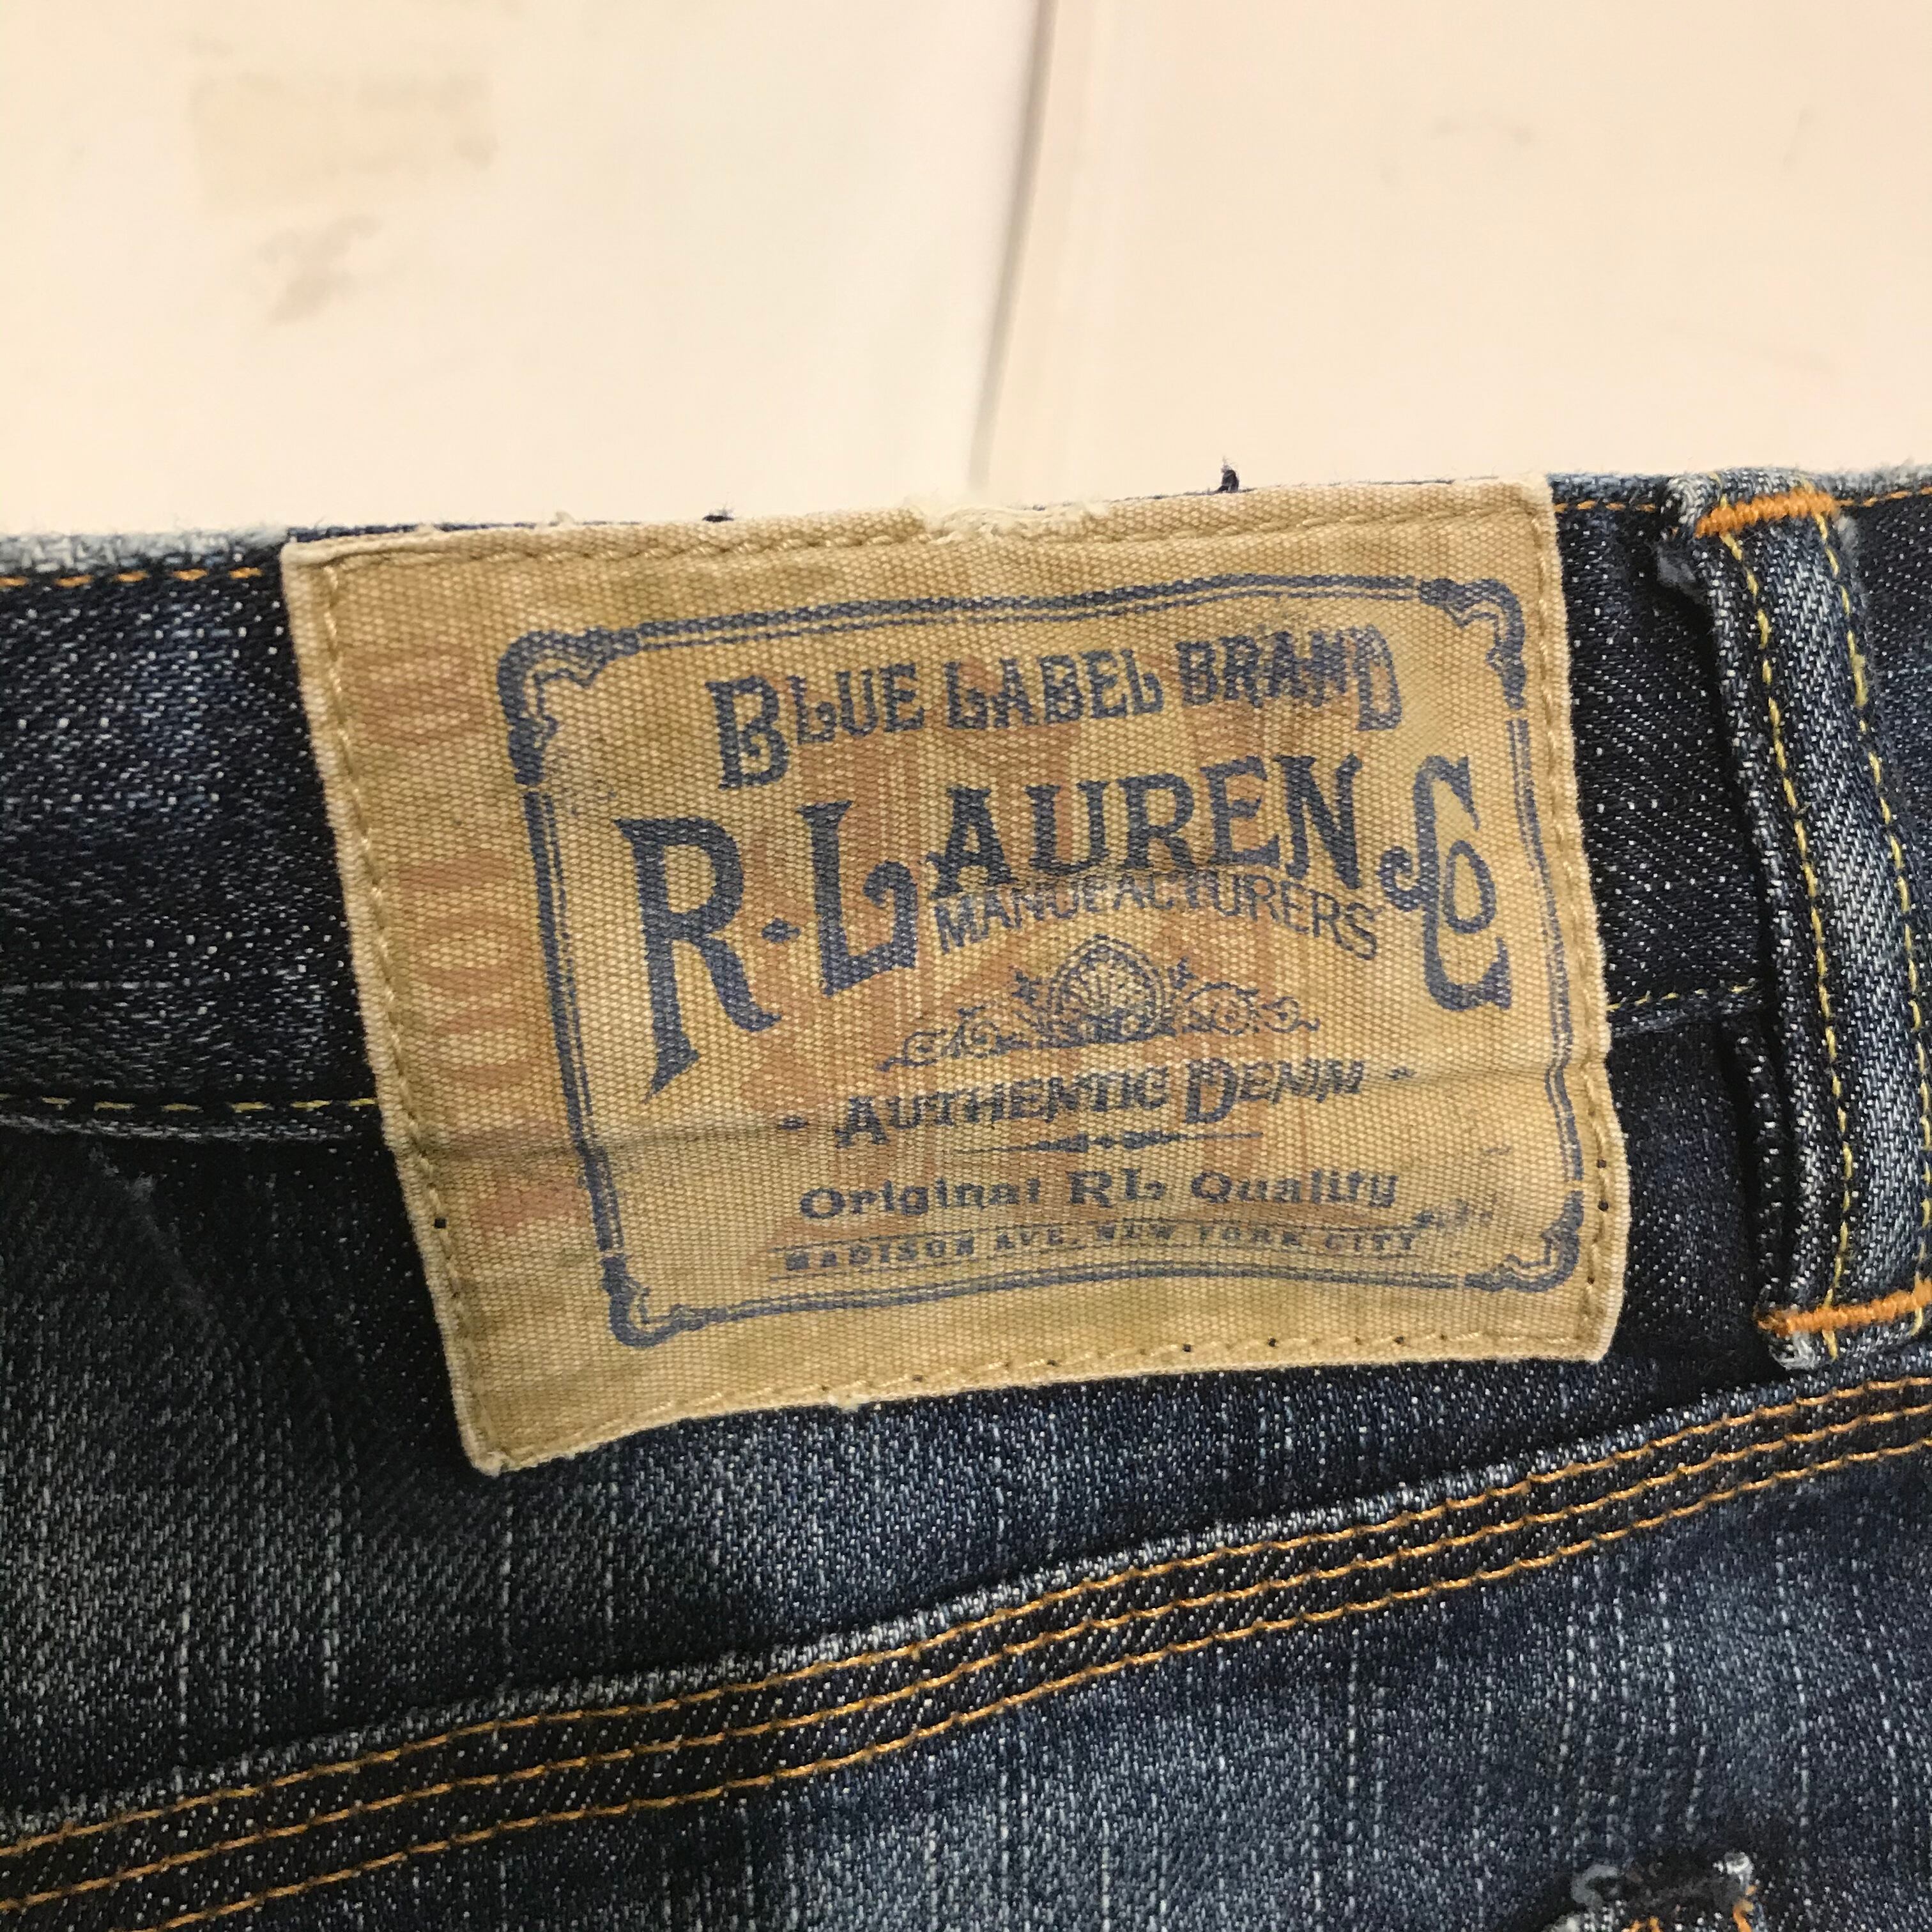 BLUE LABEL BRAND
R·LAUREN Co
MANUFACTURERS
AUTHENTIC DENIM
Original RL Quality
MADISON AVE. NEW YORK CITY